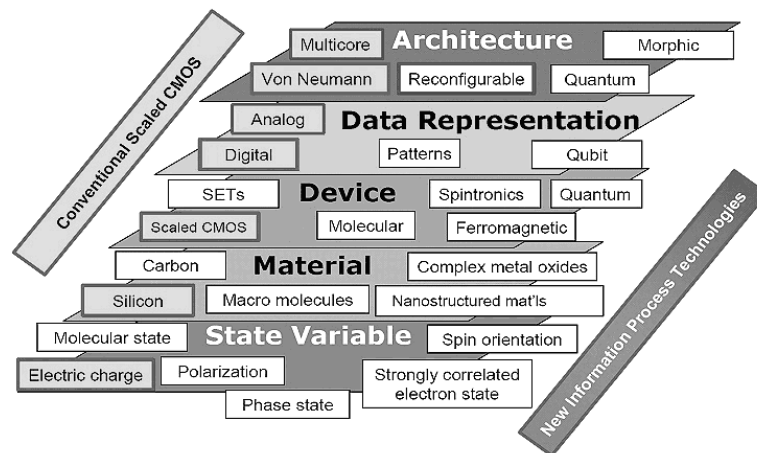 Conventional Scaled CMOS
Multicore
Architecture
Morphic
Von Neumann
Reconfigurable
Quantum
Analog
Data Representation
Digital
Patterns
Qubit
SETs
Device
Spintronics
Quantum
Scaled CMOS
Molecular
Ferromagnetic
Carbon
Material
Complex metal oxides
Silicon
Macro molecules
Nanostructured mat'ls
Molecular state
State Variable
Spin orientation
Electric charge
Polarization
Strongly correlated
electron state
Phase state
New Information Process Technologies